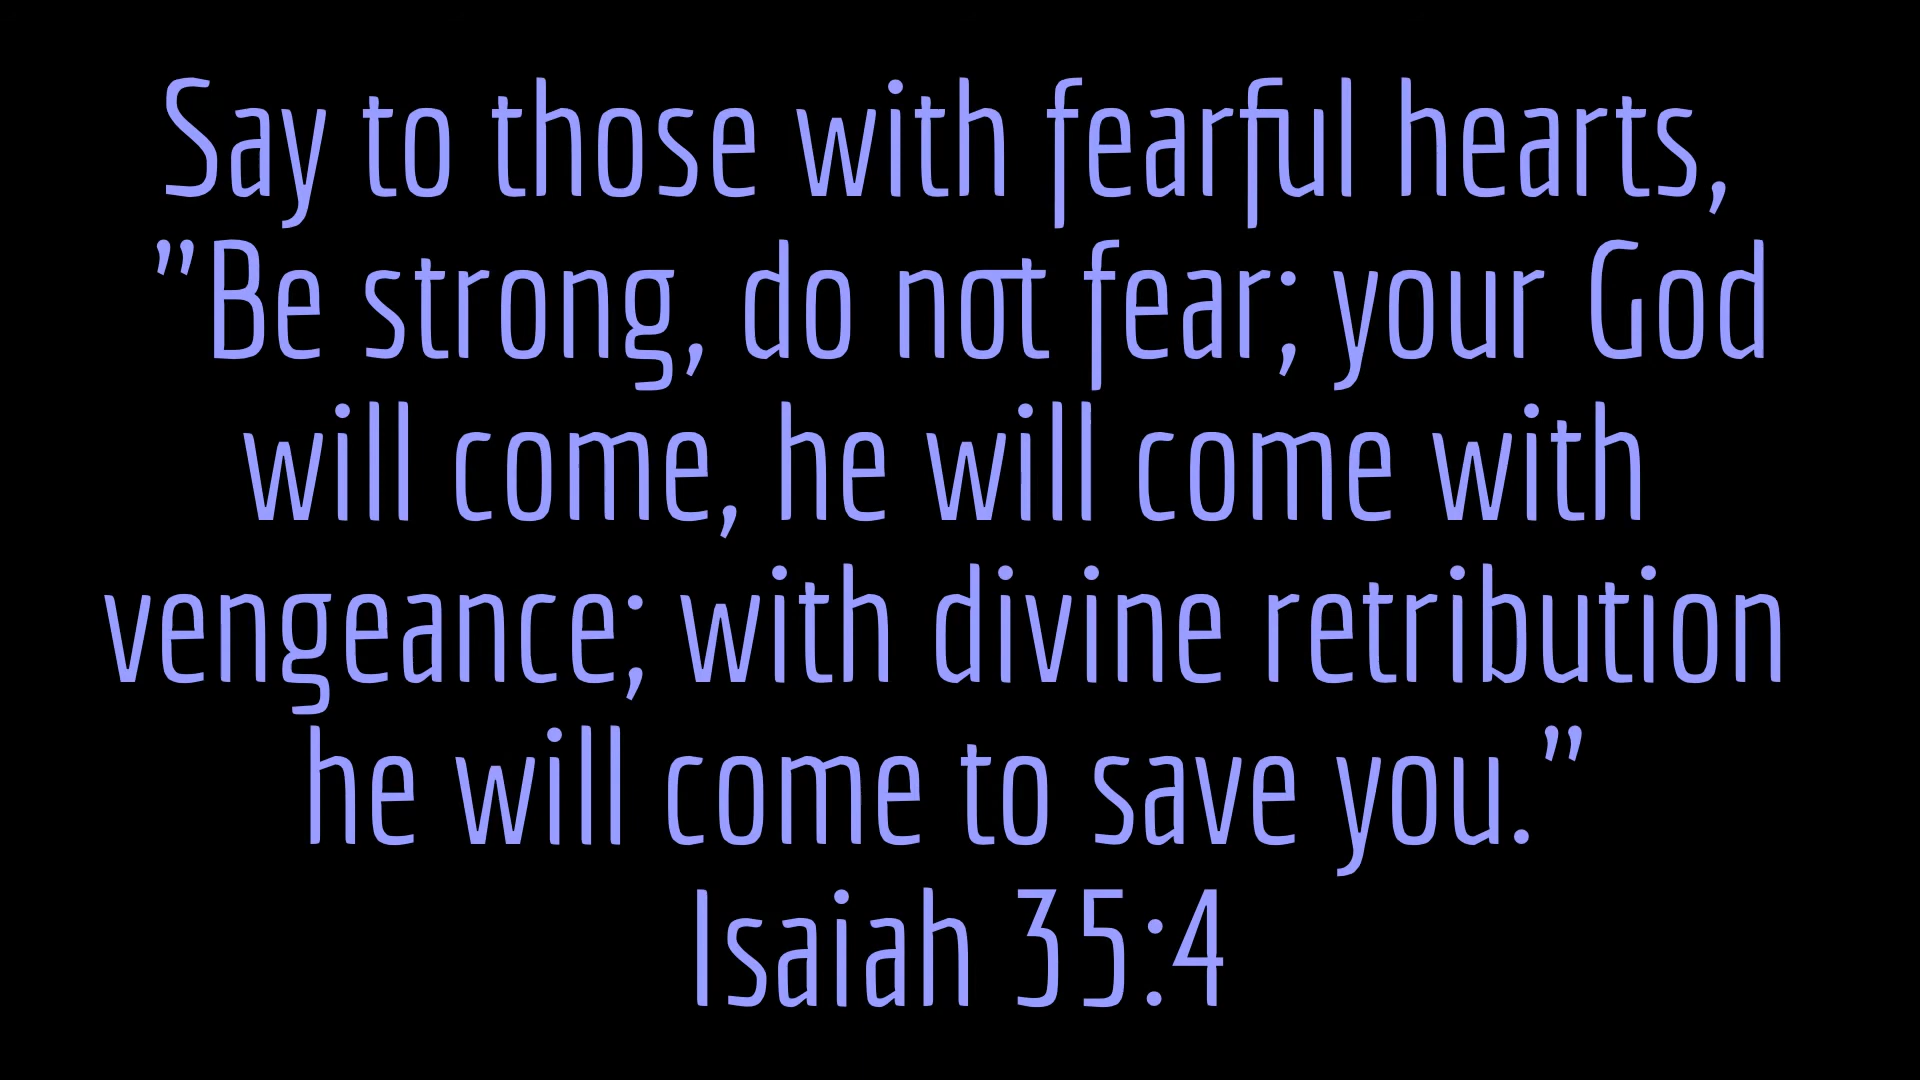 Say to those with fearful hearts,
”Be strong, do not fear; your God
will come, he will come with
vengeance; with divine retribution
he will come to save you.”
Isaiah 35:4